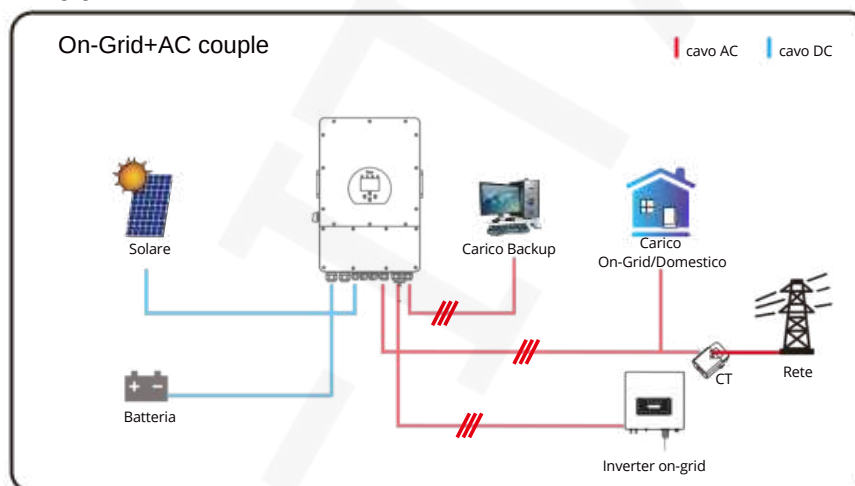 On-Grid+AC couple
cavo AC
cavo DC
Solare
Carico Backup
Carico
On-Grid/Domestico
CT
Rete
Batteria
Inverter on-grid